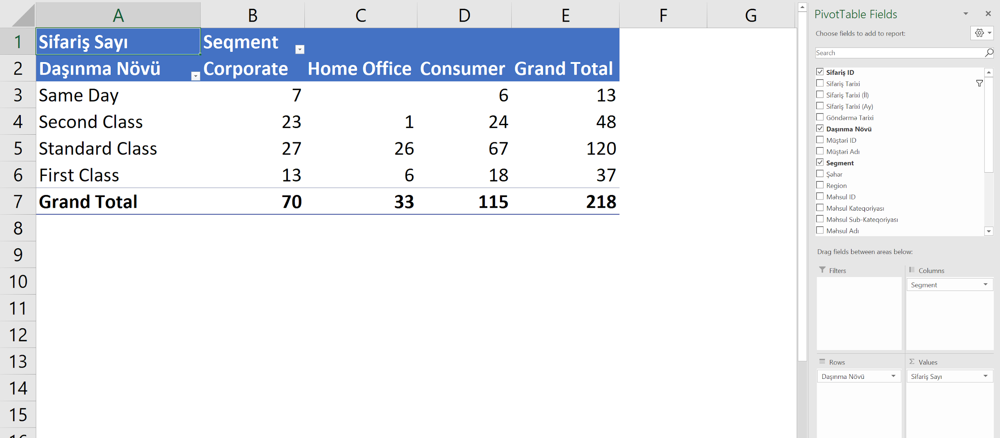 A B C D E F G
1 Sifariş Sayı Seqment
2 Daşınma Növü Corporate Home Office Consumer Grand Total
3 Same Day 7 6 13
4 Second Class 23 1 24 48
5 Standard Class 27 26 67 120
6 First Class 13 6 18 37
7 Grand Total 70 33 115 218
8
9
10
11
12
13
14
15
PivotTable Fields
Choose fields to add to report:
Search
Sifariş ID
Sifariş Tarixi
Sifariş Tarixi (İl)
Sifariş Tarixi (Ay)
Göndərmə Tarixi
Daşınma Növü
Müştəri ID
Müştəri Adı
Segment
Şəhər
Region
Məhsul ID
Məhsul Kateqoriyası
Məhsul Sub-Kateqoriyası
Məhsul Adı
Drag fields between areas below:
Filters
Columns
Segment
Rows
Daşınma Növü
Σ Values
Sifariş Sayı